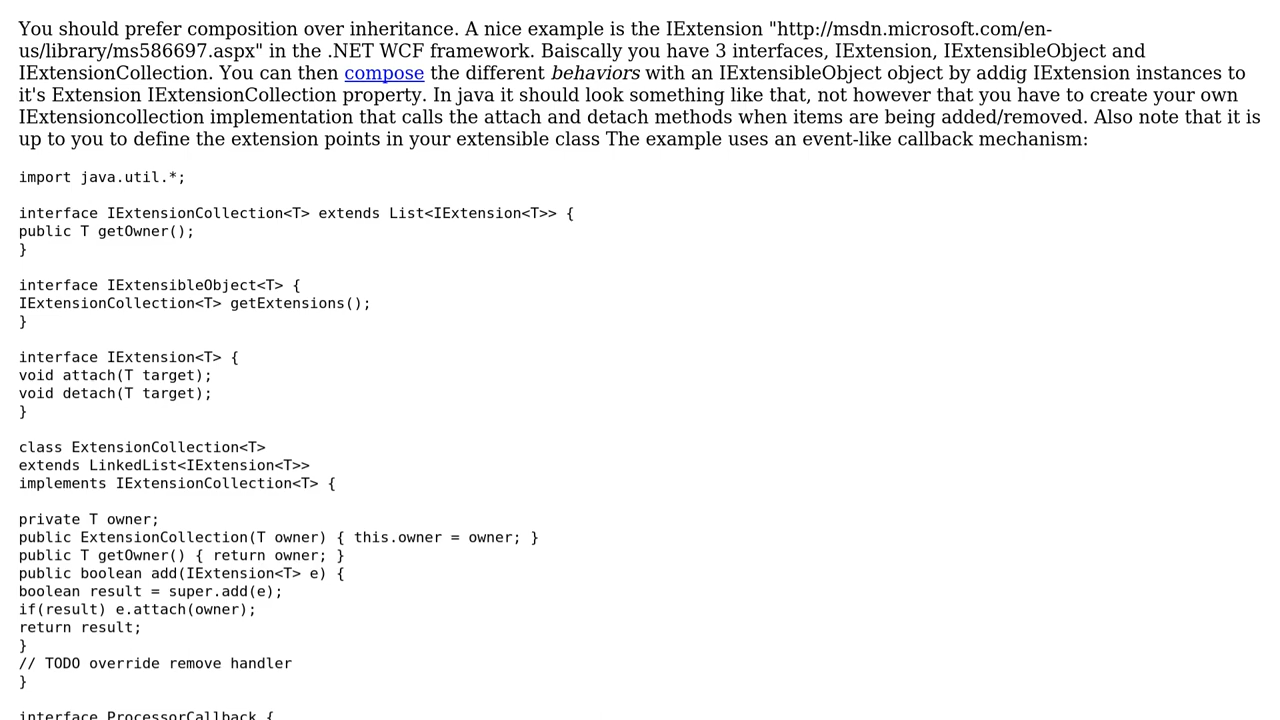 You should prefer composition over inheritance. A nice example is the IExtension "http://msdn.microsoft.com/en-
us/library/ms586697.aspx" in the .NET WCF framework. Baiscally you have 3 interfaces, IExtension, IExtensibleObject and
IExtensionCollection. You can then compose the different behaviors with an IExtensibleObject object by addig IExtension instances to
it's Extension IExtensionCollection property. In java it should look something like that, not however that you have to create your own
IExtensioncollection implementation that calls the attach and detach methods when items are being added/removed. Also note that it is
up to you to define the extension points in your extensible class The example uses an event-like callback mechanism:
import java.util.*;
interface IExtensionCollection<T> extends List<IExtension<T>> {
public T getOwner();
}
interface IExtensibleObject<T> {
IExtensionCollection<T> getExtensions();
}
interface IExtension<T> {
void attach(T target);
void detach(T target);
}
class ExtensionCollection<T>
extends LinkedList<IExtension<T>>
implements IExtensionCollection<T> {
private T owner;
public ExtensionCollection(T owner) { this.owner = owner; }
public T getOwner() { return owner; }
public boolean add(IExtension<T> e) {
boolean result = super.add(e);
if(result) e.attach(owner);
return result;
}
// TODO override remove handler
}
interface ProcessorCallback {